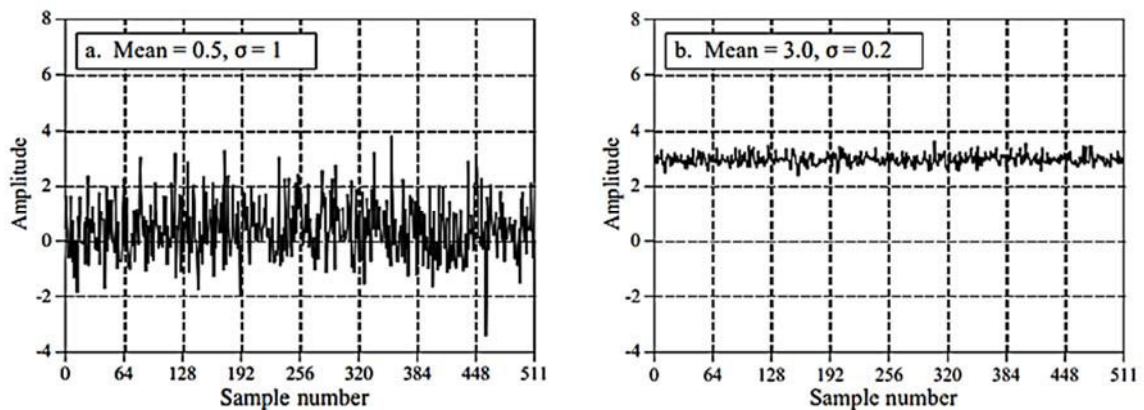 a. Mean = 0.5, σ = 1
Amplitude
8
6
4
2
0
-2
-4
0 64 128 192 256 320 384 448 511
Sample number
b. Mean = 3.0, σ = 0.2
Amplitude
8
6
4
2
0
-2
-4
0 64 128 192 256 320 384 448 511
Sample number